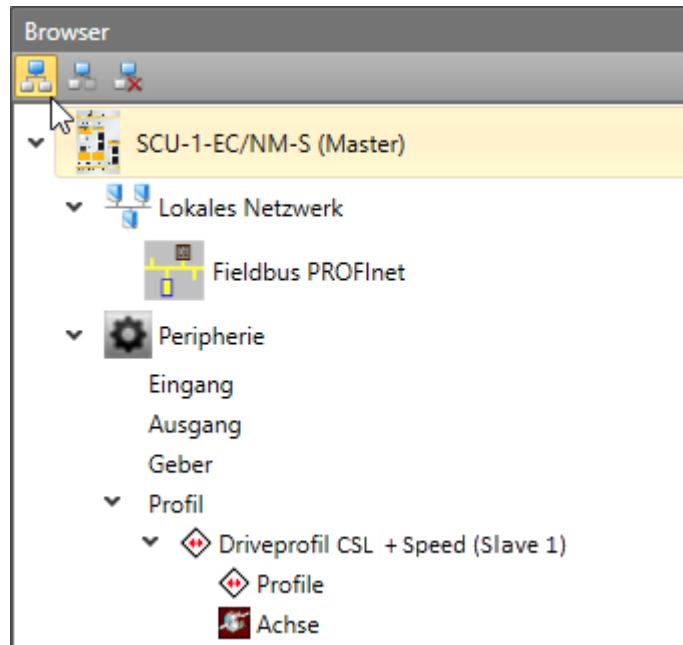 Browser
SCU-1-EC/NM-S (Master)
Lokales Netzwerk
Fieldbus PROFInet
Peripherie
Eingang
Ausgang
Geber
Profil
Driveprofil CSL + Speed (Slave 1)
Profile
Achse